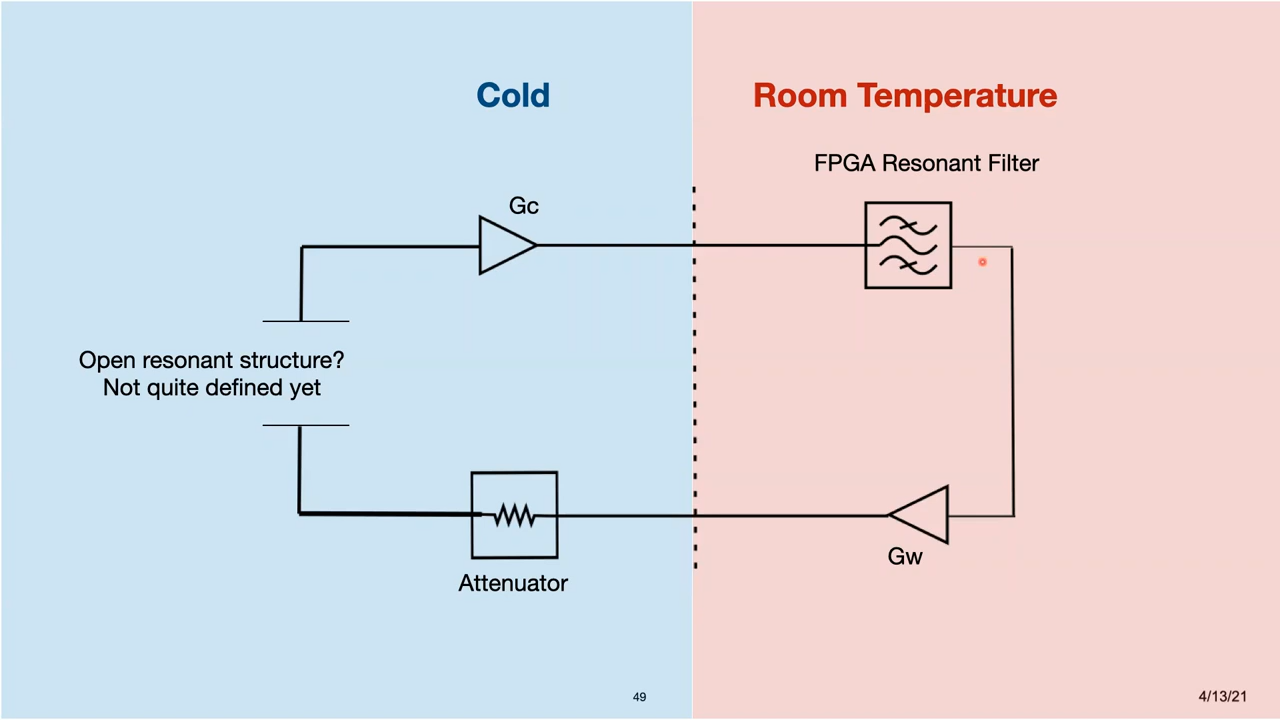 Cold
Room Temperature
FPGA Resonant Filter
Gc
Open resonant structure?
Not quite defined yet
Gw
Attenuator
49
4/13/21